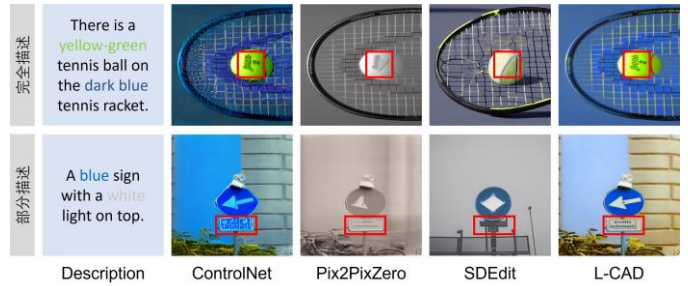 完全描述
There is a
yellow-green
tennis ball on
the dark blue
tennis racket.
部分描述
A blue sign
with a white
light on top.
Description
ControlNet
Pix2PixZero
SDEdit
L-CAD